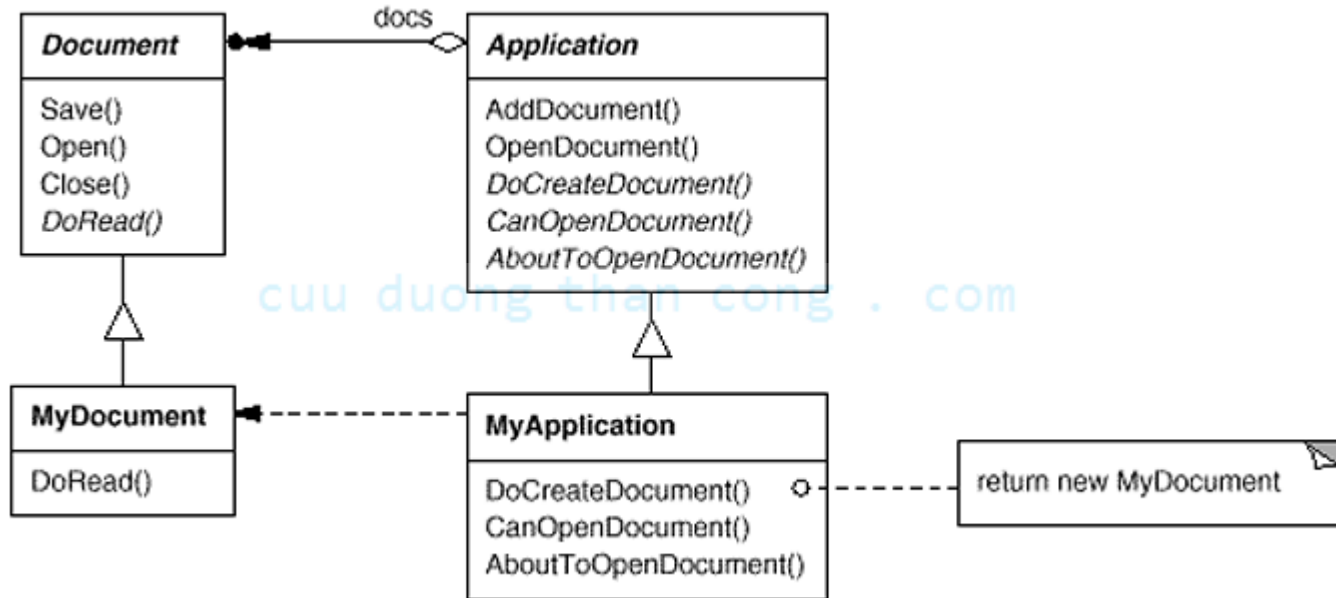 docs
Document
Save()
Open()
Close()
DoRead()
Application
AddDocument()
OpenDocument()
DoCreateDocument()
CanOpenDocument()
AboutToOpenDocument()
cuu duong than cong . com
MyDocument
DoRead()
MyApplication
DoCreateDocument()
CanOpenDocument()
AboutToOpenDocument()
return new MyDocument